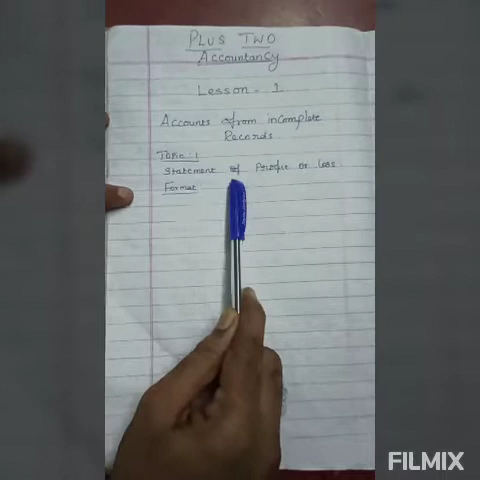 PLUS TWO
Accountancy
Lesson - 1
Accounts from incomplete
Records
Topic : 1
Statement of Profit or loss
Format
FILMIX